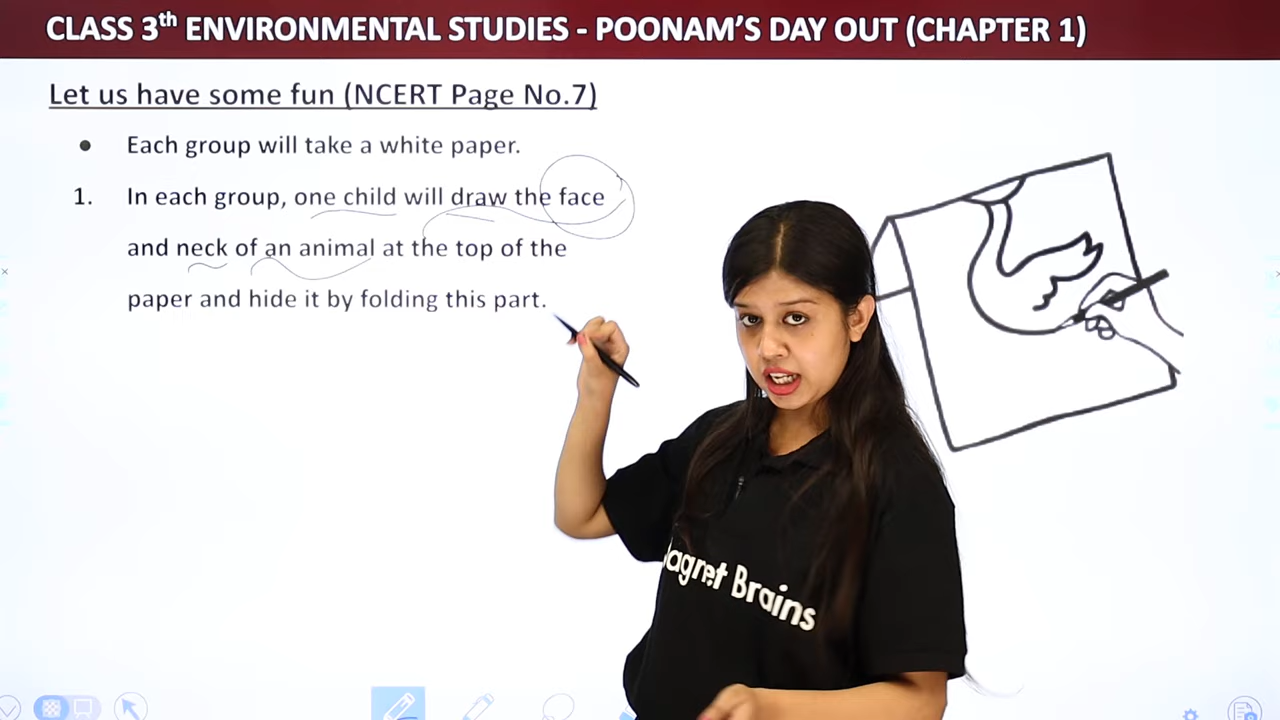 CLASS 3th ENVIRONMENTAL STUDIES - POONAM'S DAY OUT (CHAPTER 1)
Let us have some fun (NCERT Page No.7)
• Each group will take a white paper.
1. In each group, one child will draw the face
and neck of an animal at the top of the
paper and hide it by folding this part.
agnet Brains